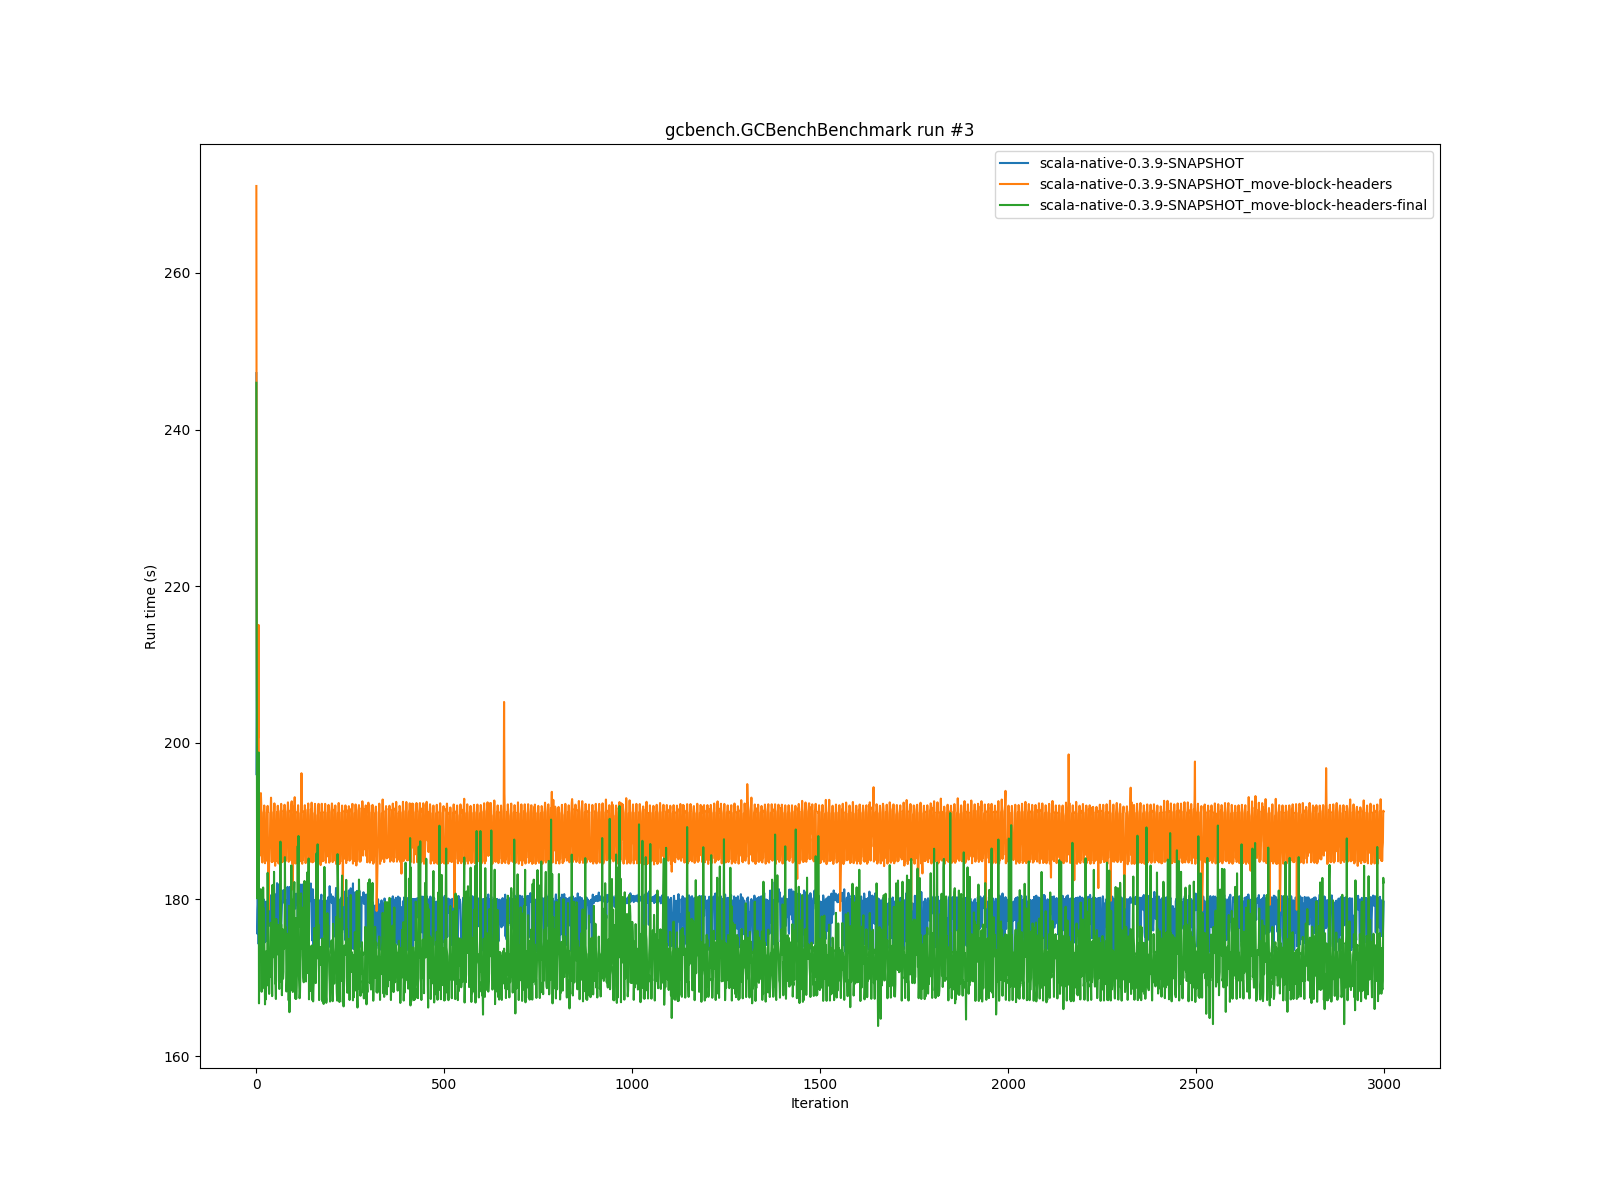 gcbench.GCBenchBenchmark run #3
scala-native-0.3.9-SNAPSHOT
scala-native-0.3.9-SNAPSHOT_move-block-headers
scala-native-0.3.9-SNAPSHOT_move-block-headers-final
260
240
220
200
180
160
Run time (s)
0 500 1000 1500 2000 2500 3000
Iteration